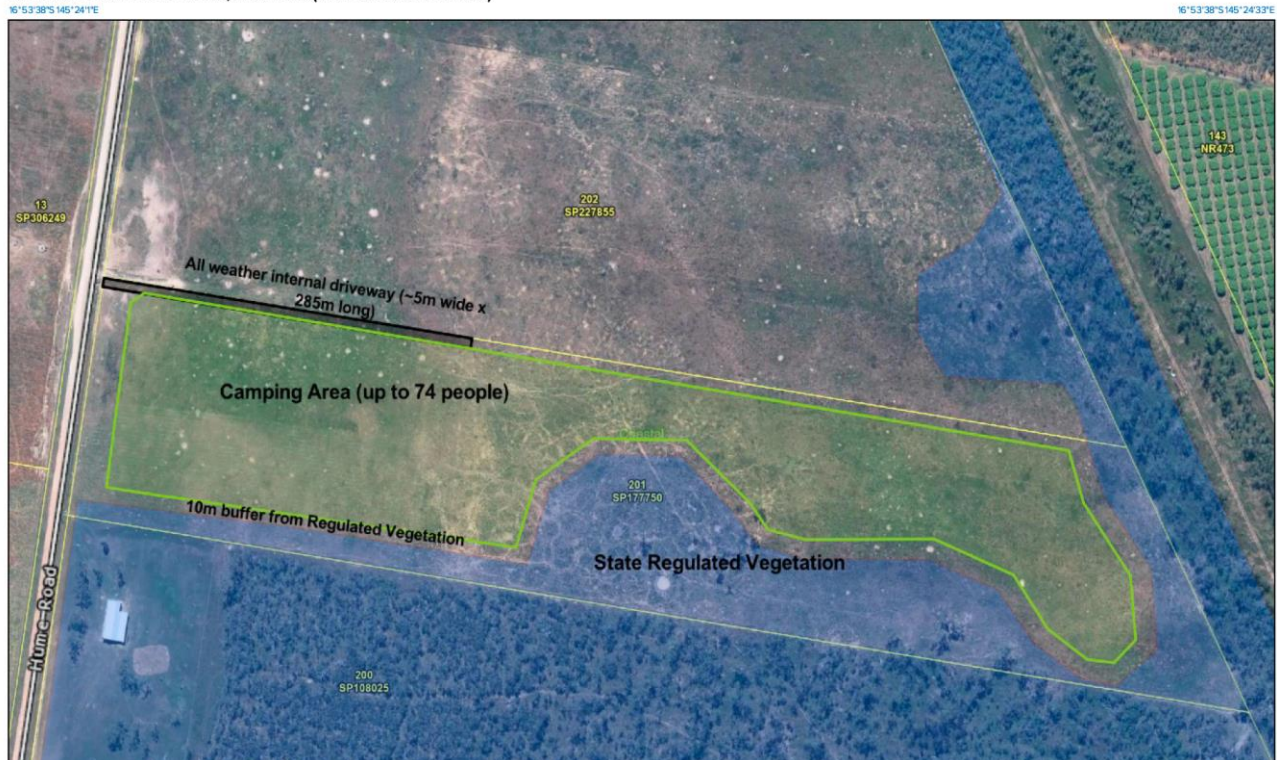 16°53'38"S 145°24'1"E
16°53'38"S 145°24'33"E
143
NR473
13
SP306249
202
SP227855
All weather internal driveway (~5m wide x
285m long)
Camping Area (up to 74 people)
201
SP177750
10m buffer from Regulated Vegetation
State Regulated Vegetation
Hume Road
200
SP108025